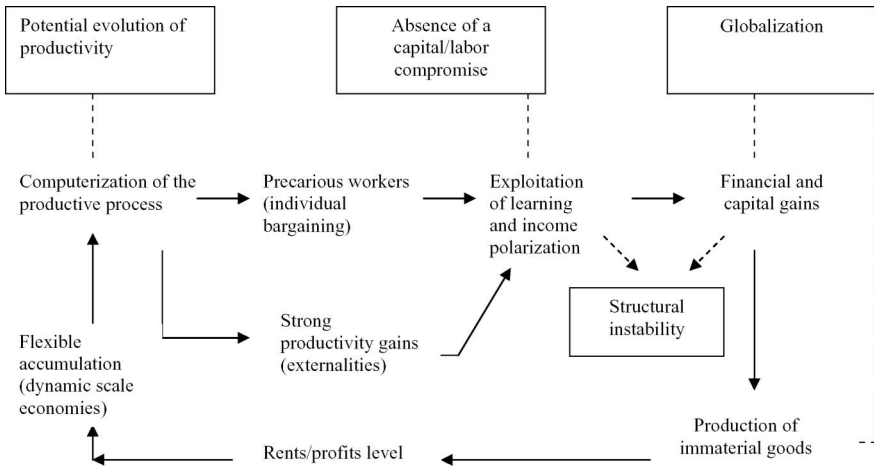 Potential evolution of
productivity
Absence of a
capital/labor
compromise
Globalization
Computerization of the
productive process
Precarious workers
(individual
bargaining)
Exploitation
of learning
and income
polarization
Financial and
capital gains
Structural
instability
Strong
productivity gains
(externalities)
Flexible
accumulation
(dynamic scale
economies)
Production of
immaterial goods
Rents/profits level